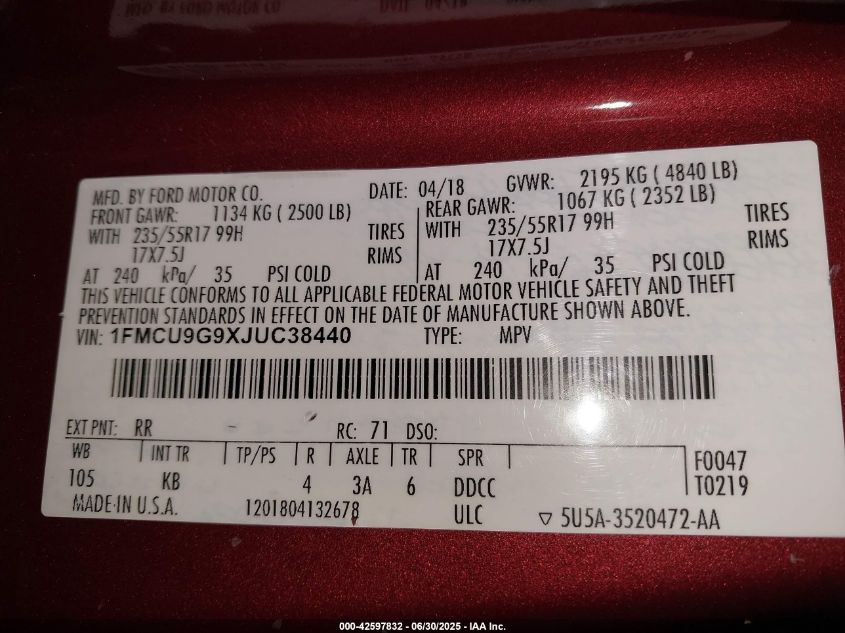 MFD. BY FORD MOTOR CO. DATE: 04/18 GVWR: 2195 KG ( 4840 LB)
FRONT GAWR: 1134 KG ( 2500 LB) REAR GAWR: 1067 KG ( 2352 LB)
WITH 235/55R17 99H TIRES WITH 235/55R17 99H TIRES
17X7.5J RIMS 17X7.5J RIMS
AT 240 kPa/ 35 PSI COLD AT 240 kPa/ 35 PSI COLD
THIS VEHICLE CONFORMS TO ALL APPLICABLE FEDERAL MOTOR VEHICLE SAFETY AND THEFT
PREVENTION STANDARDS IN EFFECT ON THE DATE OF MANUFACTURE SHOWN ABOVE.
VIN: 1FMCU9G9XJUC38440 TYPE: MPV
EXT PNT: RR RC: 71 DSO:
WB INT TR TP/PS R AXLE TR SPR F0047
105 KB 4 3A 6 DDCC T0219
MADE IN U.S.A. 1201804132678 ULC ▽ 5U5A-3520472-AA
000-42597832 - 06/30/2025 - IAA Inc.